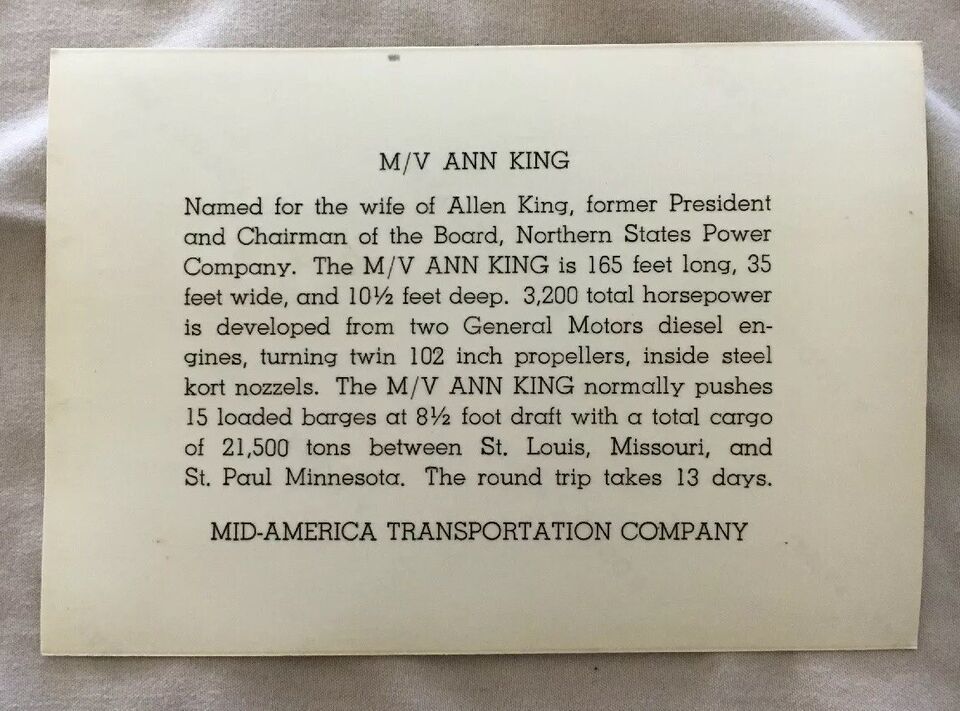 M/V ANN KING
Named for the wife of Allen King, former President
and Chairman of the Board, Northern States Power
Company. The M/V ANN KING is 165 feet long, 35
feet wide, and 10½ feet deep. 3,200 total horsepower
is developed from two General Motors diesel en-
gines, turning twin 102 inch propellers, inside steel
kort nozzels. The M/V ANN KING normally pushes
15 loaded barges at 8½ foot draft with a total cargo
of 21,500 tons between St. Louis, Missouri, and
St. Paul Minnesota. The round trip takes 13 days.
MID-AMERICA TRANSPORTATION COMPANY